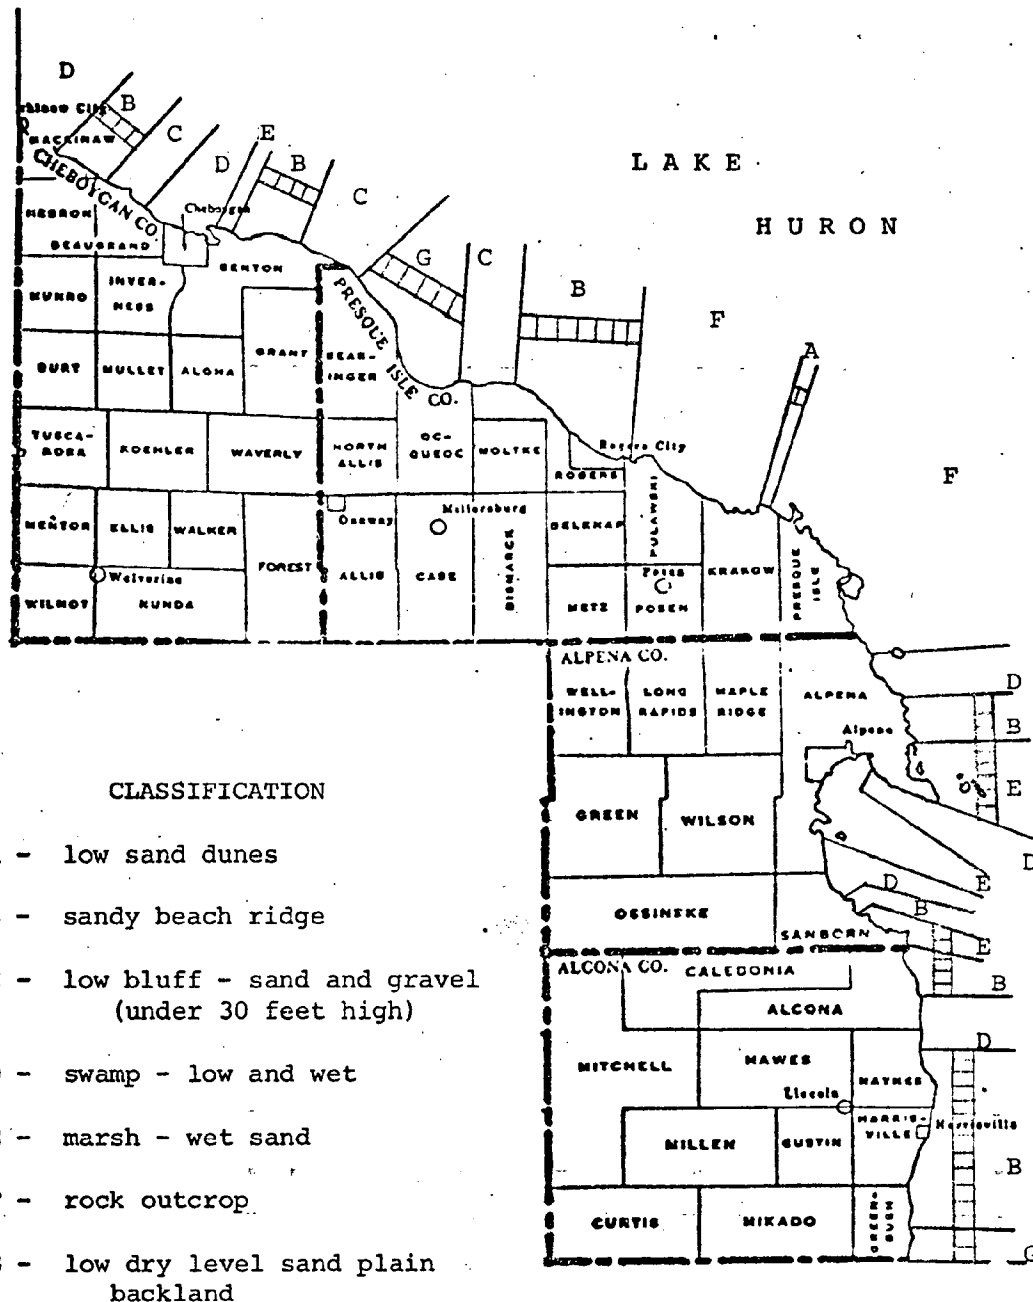 D
B
C
D
E
B
C
G
C
B
F
A
F
LAKE
HURON
MACKINAW
CHEBOYGAN CO.
Cheboygan
HEBRON
BEAUGRAND
BENTON
MUNRO
INVER-
NESS
BURT
MULLET
ALOHA
GRANT
BEAR-
INGER
PRESQUE ISLE CO.
TUSCA-
RORA
KOEHLER
WAVERLY
NORTH
ALLIS
OC-
QUEOC
MOLTKE
Rogers City
ROGERS
MENTOR
ELLIS
WALKER
FOREST
Onaway
Millersburg
ALLIS
CASE
BISMARCK
BELKNAP
PULAWSKI
KRAKOW
PRESQUE
ISLE
Wolverine
WILMOT
NUNDA
METZ
Posen
POSEN
ALPENA CO.
WELL-
INGTON
LONG
RAPIDS
MAPLE
RIDGE
ALPENA
Alpena
D
B
E
D
GREEN
WILSON
E
D
B
E
OSSINEKE
SANBORN
ALCONA CO.
CALEDONIA
B
ALCONA
D
MITCHELL
HAWES
HAYNES
Lincoln
HARRIS-
VILLE
Harrisville
MILLEN
GUSTIN
B
CURTIS
MIKADO
GREEN-
BUSH
G
CLASSIFICATION
- low sand dunes
- sandy beach ridge
- low bluff - sand and gravel
(under 30 feet high)
- swamp - low and wet
- marsh - wet sand
- rock outcrop
- low dry level sand plain
backland